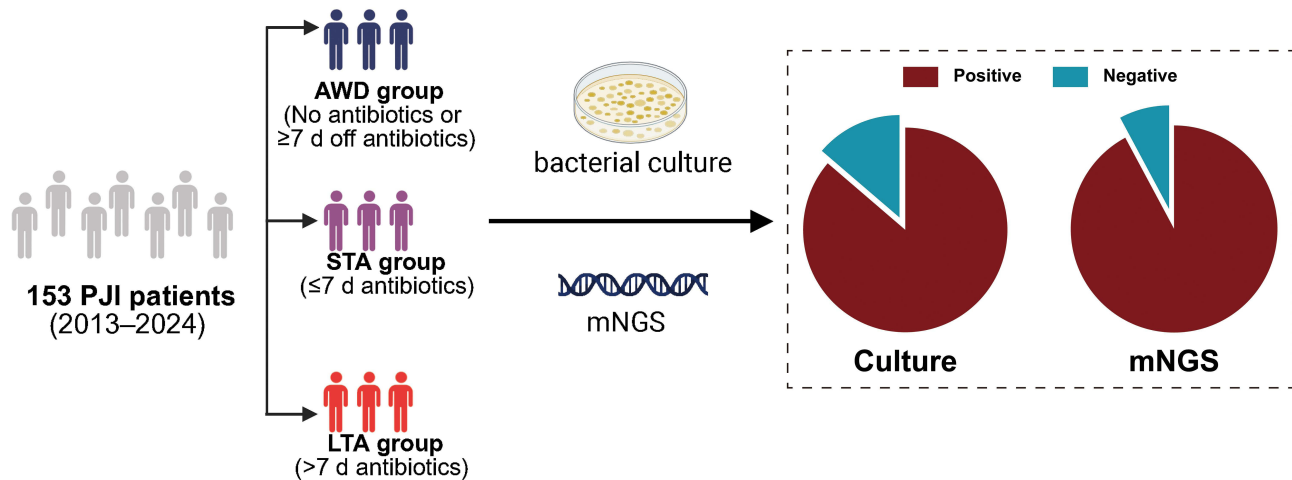 153 PJI patients
(2013–2024)
AWD group
(No antibiotics or
≥7 d off antibiotics)
STA group
(≤7 d antibiotics)
LTA group
(>7 d antibiotics)
bacterial culture
mNGS
Positive
Negative
Culture
mNGS